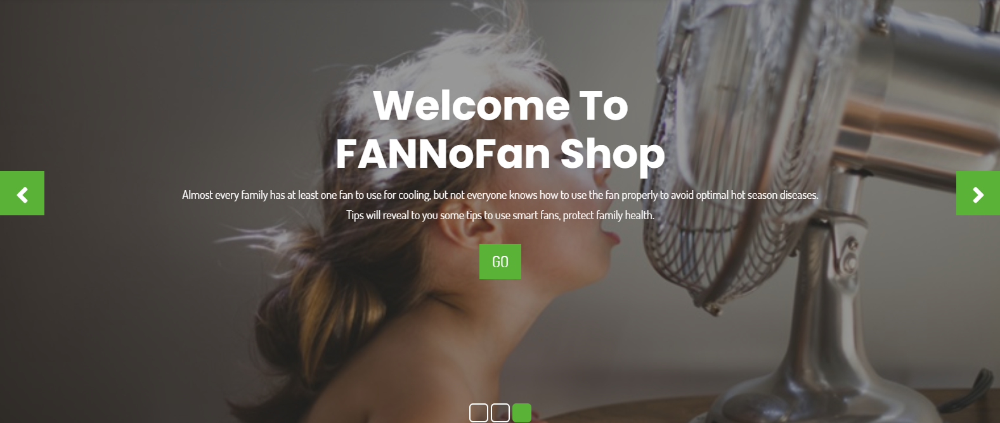 Welcome To
FANNoFan Shop
Almost every family has at least one fan to use for cooling, but not everyone knows how to use the fan properly to avoid optimal hot season diseases.
Tips will reveal to you some tips to use smart fans, protect family health.
GO